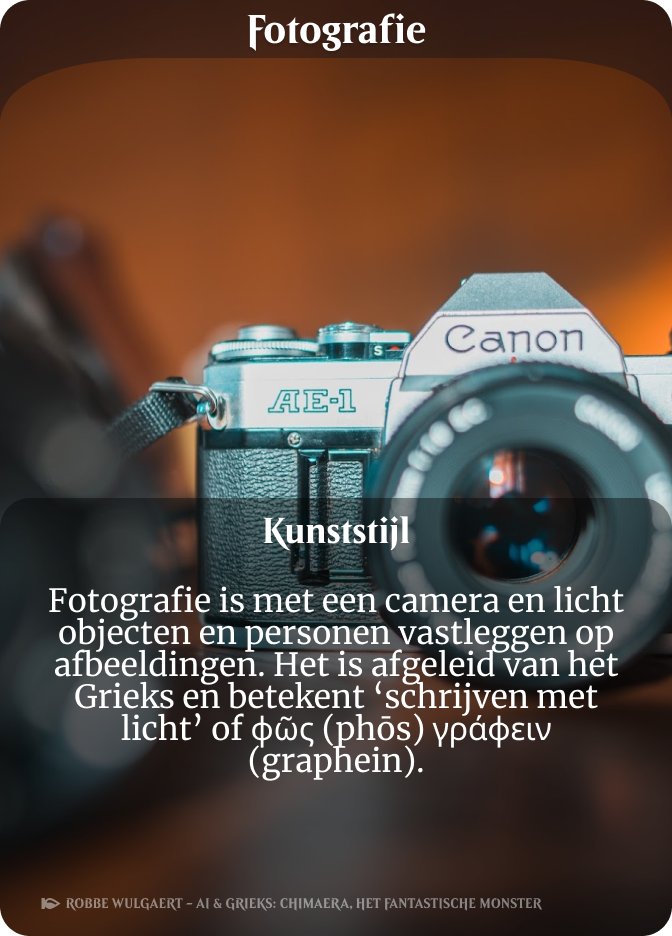 Fotografie
Canon
S
AE-1
Kunststijl
Fotografie is met een camera en licht
objecten en personen vastleggen op
afbeeldingen. Het is afgeleid van het
Grieks en betekent ‘schrijven met
licht’ of φῶς (phōs) γράφειν
(graphein).
ROBBE WULGAERT – AI & GRIEKS: CHIMAERA, HET FANTASTISCHE MONSTER